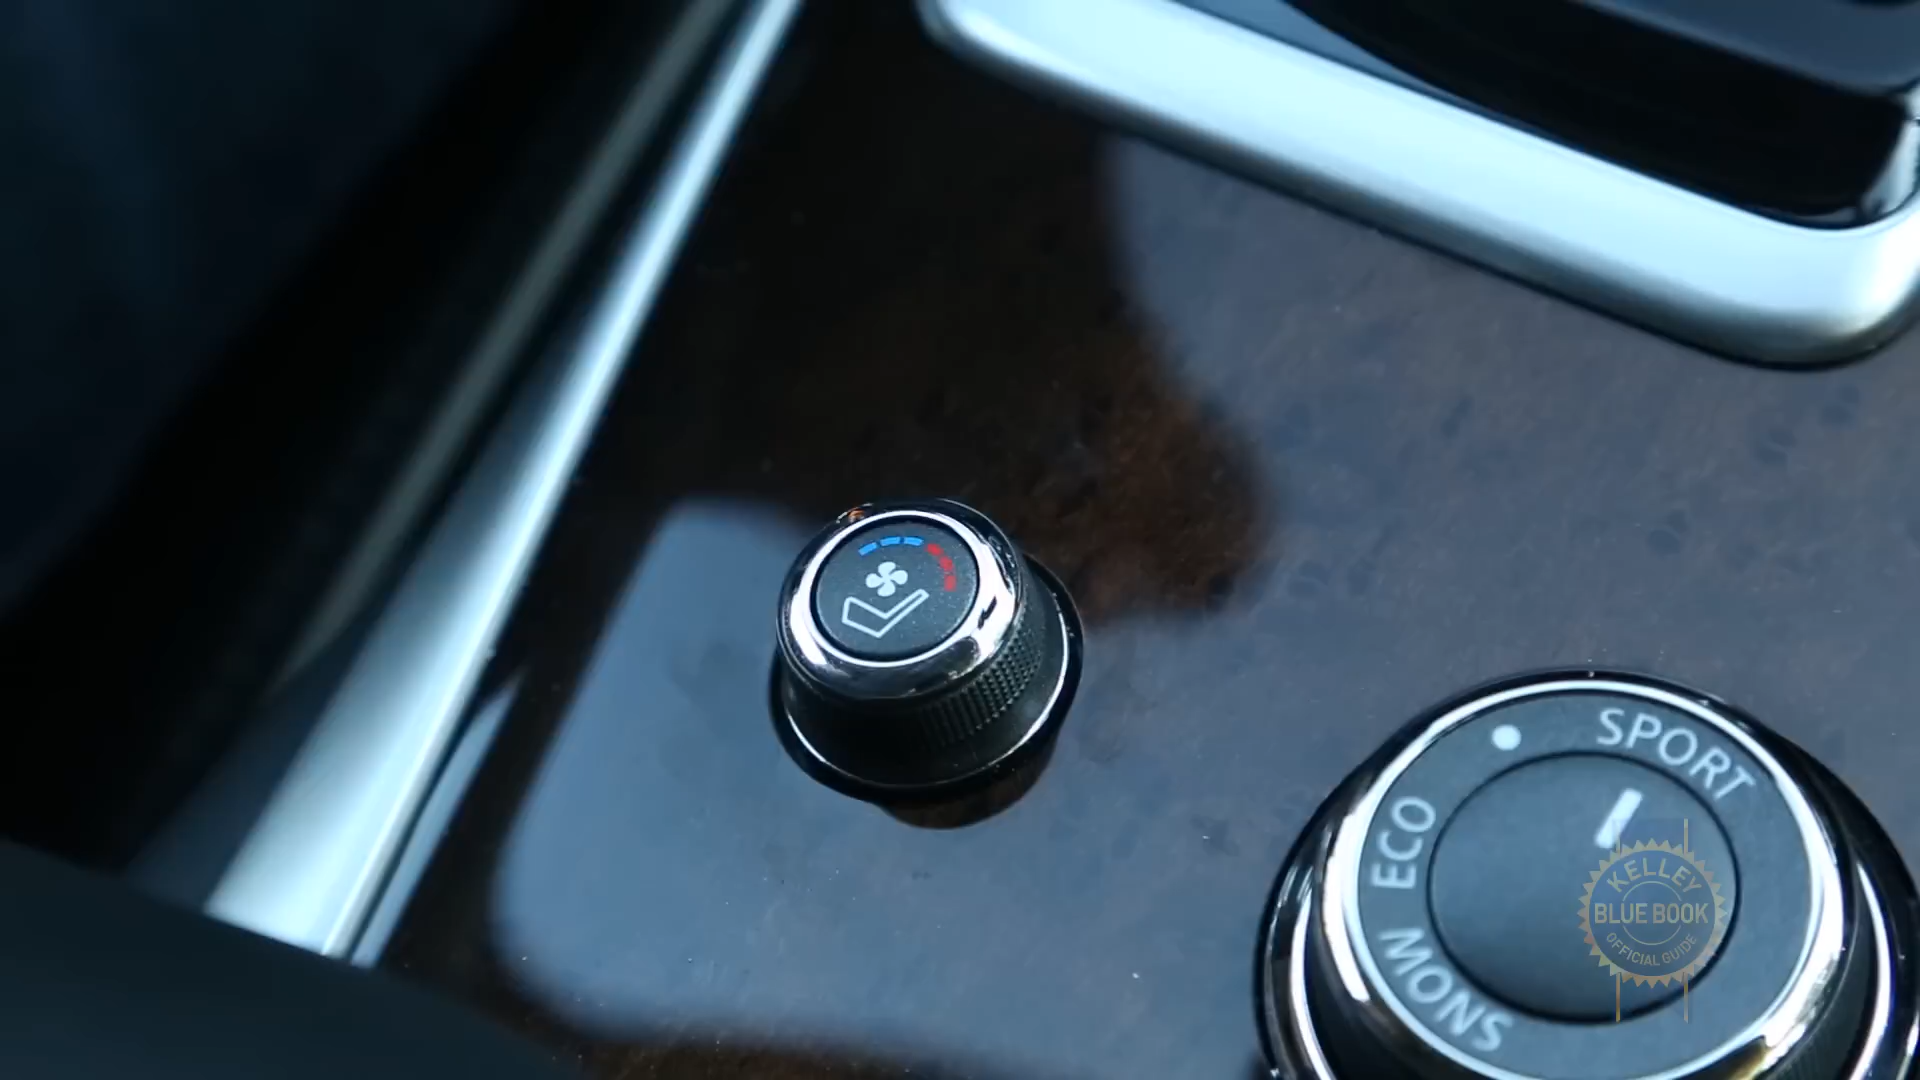 SPORT
ECO
SNOW
KELLEY
BLUE BOOK
OFFICIAL GUIDE